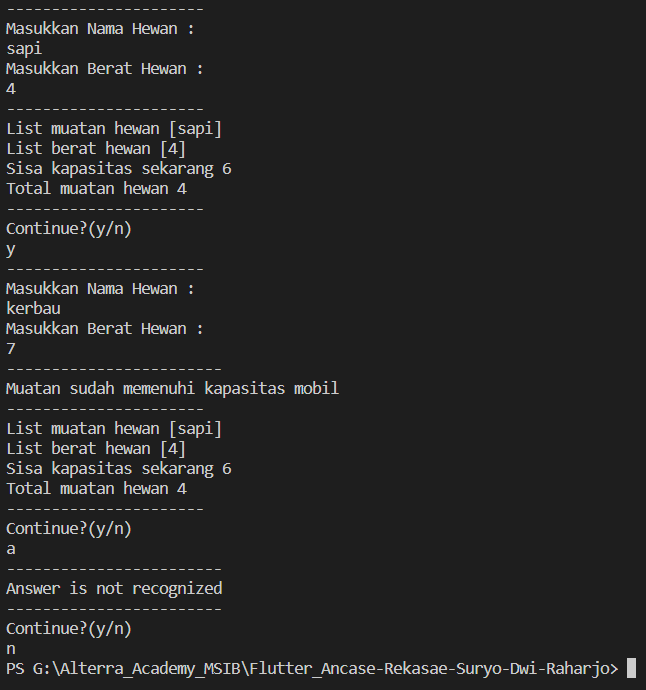 ----------------------
Masukkan Nama Hewan :
sapi
Masukkan Berat Hewan :
4
----------------------
List muatan hewan [sapi]
List berat hewan [4]
Sisa kapasitas sekarang 6
Total muatan hewan 4
----------------------
Continue?(y/n)
y
----------------------
Masukkan Nama Hewan :
kerbau
Masukkan Berat Hewan :
7
------------------------
Muatan sudah memenuhi kapasitas mobil
----------------------
List muatan hewan [sapi]
List berat hewan [4]
Sisa kapasitas sekarang 6
Total muatan hewan 4
----------------------
Continue?(y/n)
a
------------------------
Answer is not recognized
------------------------
Continue?(y/n)
n
PS G:\Alterra_Academy_MSIB\Flutter_Ancase-Rekasae-Suryo-Dwi-Raharjo>